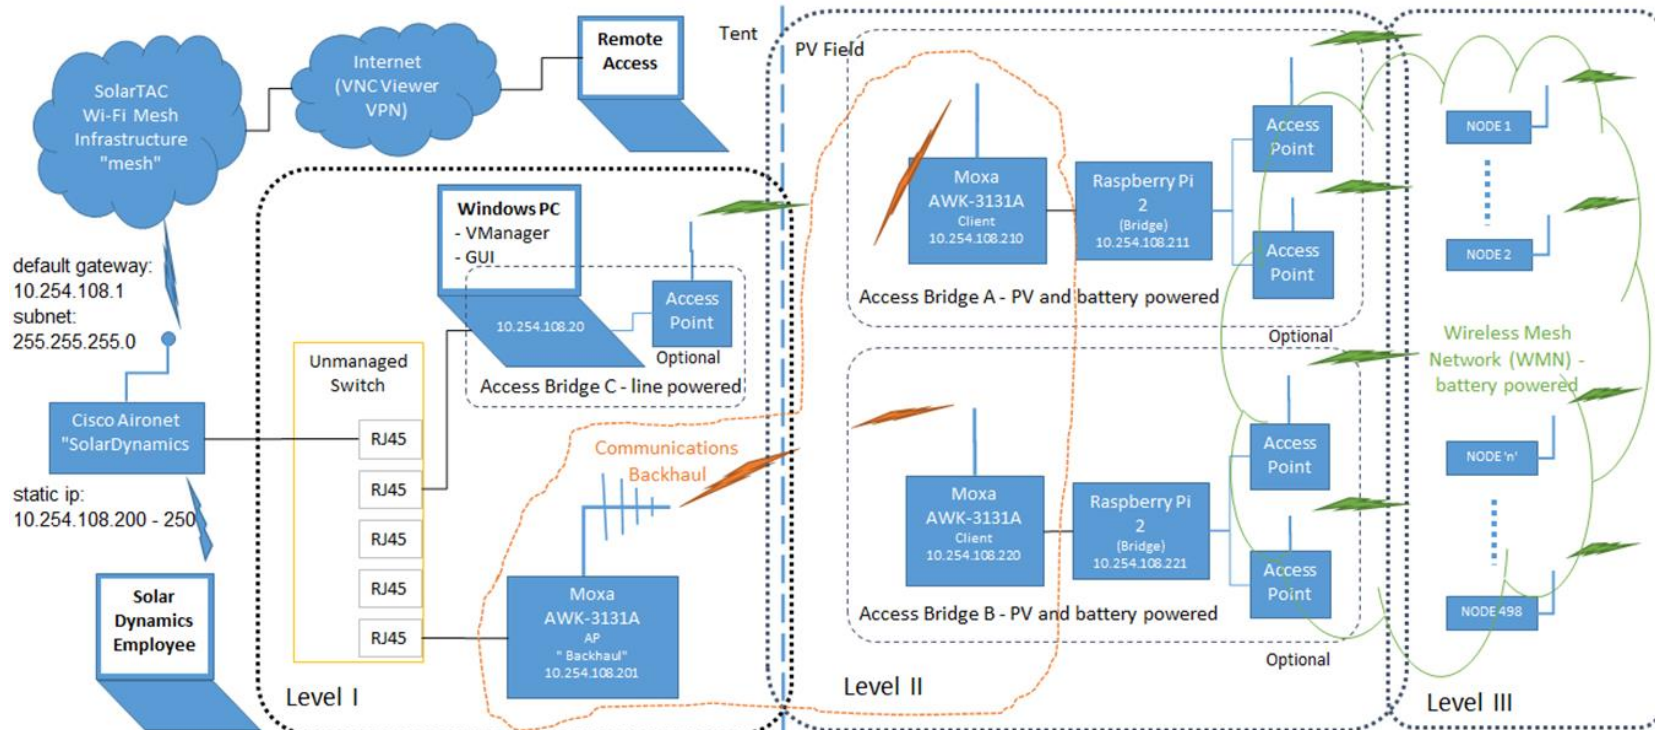 SolarTAC
Wi-Fi Mesh
Infrastructure
"mesh"
Internet
(VNC Viewer
VPN)
Remote
Access
Tent
PV Field
default gateway:
10.254.108.1
subnet:
255.255.255.0
Cisco Aironet
"SolarDynamics
static ip:
10.254.108.200 - 250
Solar
Dynamics
Employee
Unmanaged
Switch
RJ45
RJ45
RJ45
RJ45
RJ45
Level I
Windows PC
- VManager
- GUI
10.254.108.20
Access
Point
Optional
Access Bridge C - line powered
Communications
Backhaul
Moxa
AWK-3131A
AP
" Backhaul"
10.254.108.201
Moxa
AWK-3131A
Client
10.254.108.210
Raspberry Pi
2
(Bridge)
10.254.108.211
Access
Point
Access
Point
Access Bridge A - PV and battery powered
Optional
Moxa
AWK-3131A
Client
10.254.108.220
Raspberry Pi
2
(Bridge)
10.254.108.221
Access
Point
Access
Point
Access Bridge B - PV and battery powered
Optional
Level II
NODE 1
NODE 2
Wireless Mesh
Network (WMN) -
battery powered
NODE 'n'
NODE 498
Level III